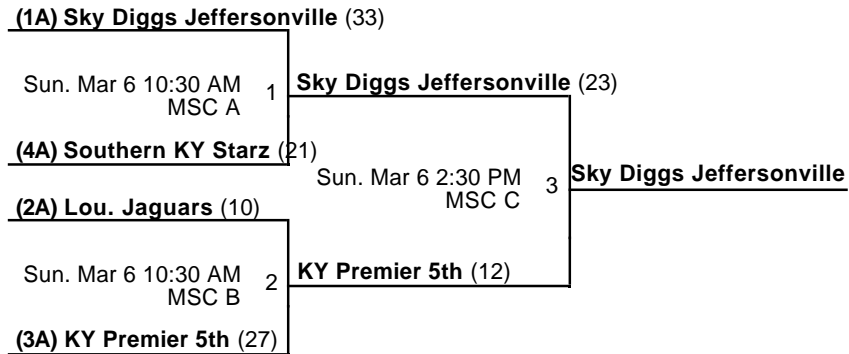 (1A) Sky Diggs Jeffersonville (33)
Sun. Mar 6 10:30 AM
MSC A
1
Sky Diggs Jeffersonville (23)
(4A) Southern KY Starz (21)
Sun. Mar 6 2:30 PM
MSC C
3
Sky Diggs Jeffersonville
(2A) Lou. Jaguars (10)
Sun. Mar 6 10:30 AM
MSC B
2
KY Premier 5th (12)
(3A) KY Premier 5th (27)